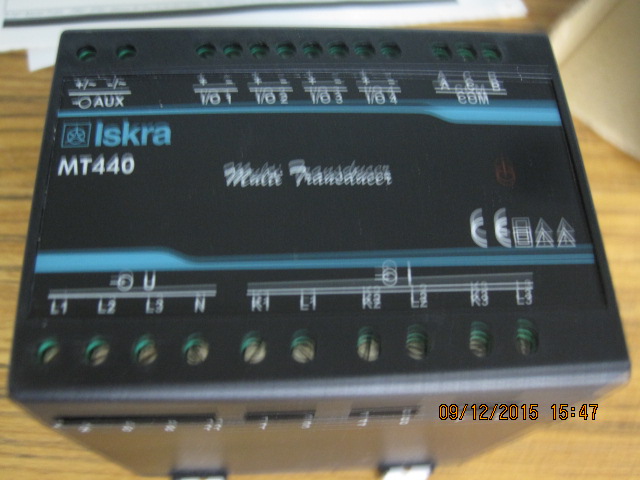 +/~ -/~
AUX
+ - + - + - + -
I/O 1 I/O 2 I/O 3 I/O 4
A C B
COM
Iskra
MT440
Multi Transducer
CE
U I
L1 L2 L3 N K1 L1 K2 L2 K3 L3
09/12/2015 15:47